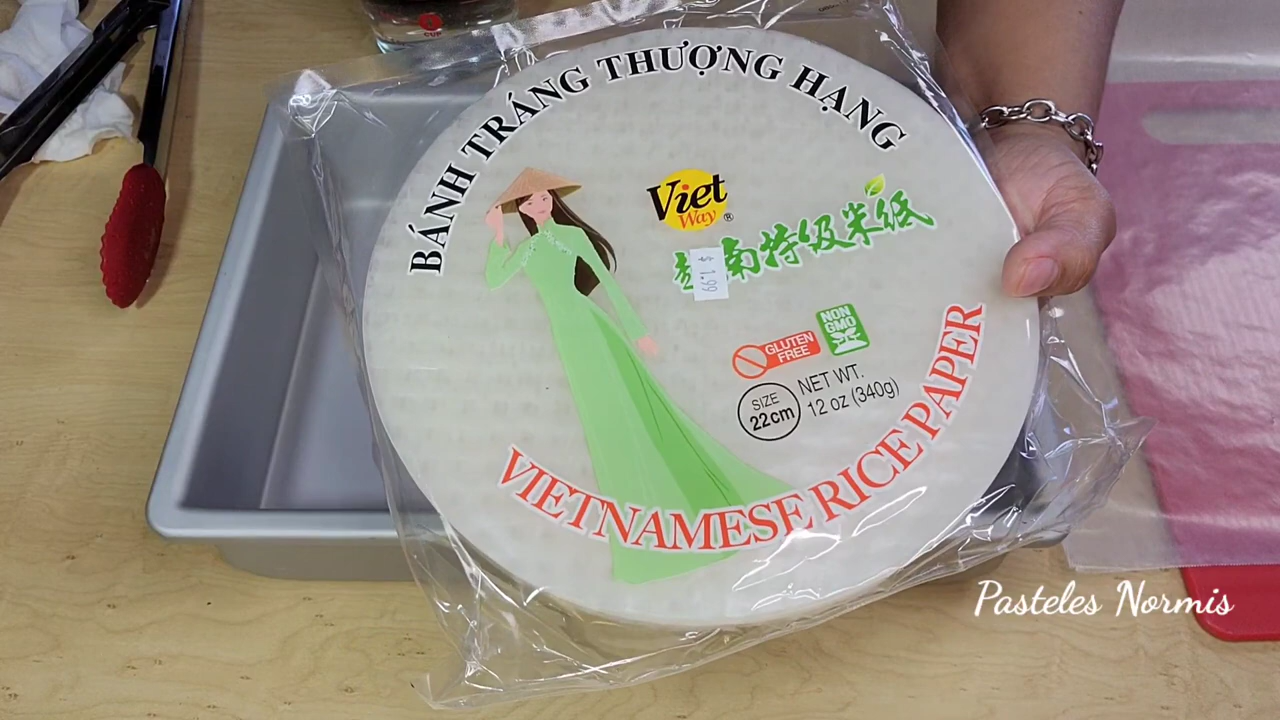 CUP
BÁNH TRÁNG THƯỢNG HẠNG
Viet
Way ®
越南特级米纸
$1.99
GLUTEN
FREE
NON
GMO
SIZE
22cm
NET WT.
12 oz (340g)
VIETNAMESE RICE PAPER
Pasteles Normis